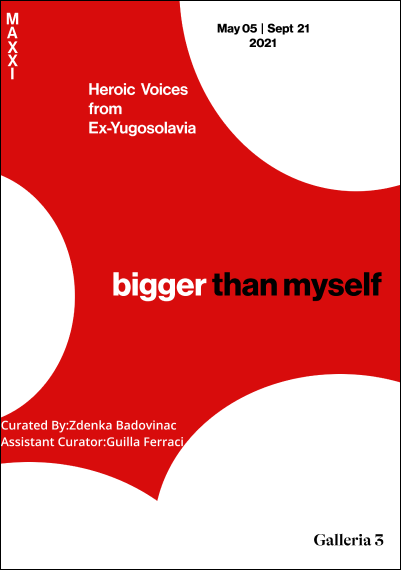 MAXXI
May 05 | Sept 21
2021
Heroic Voices
from
Ex-Yugosolavia
bigger than myself
Curated By:Zdenka Badovinac
Assistant Curator:Guilla Ferraci
Galleria 3